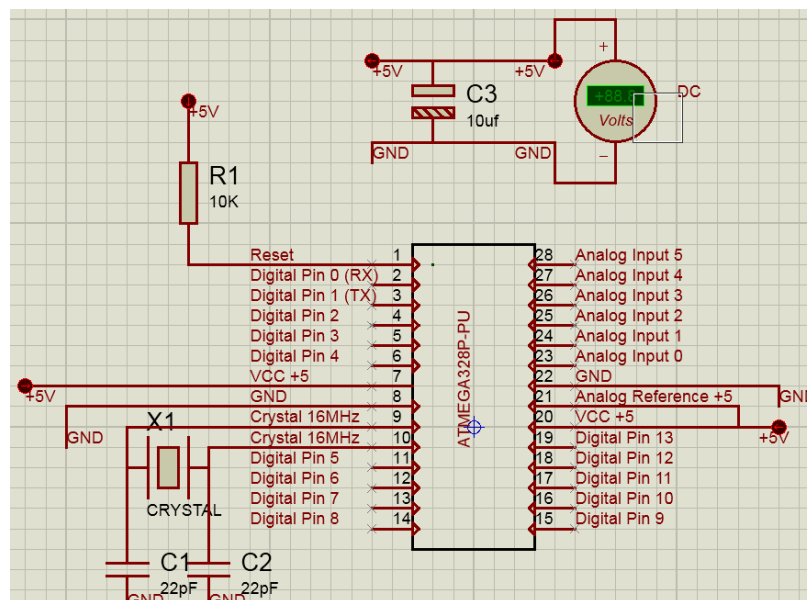 +
+5V
+5V
C3
10uf
+88.8
Volts
DC
+5V
GND
GND
–
R1
10K
Reset
1
28
Analog Input 5
Digital Pin 0 (RX)
2
27
Analog Input 4
Digital Pin 1 (TX)
3
26
Analog Input 3
Digital Pin 2
4
25
Analog Input 2
Digital Pin 3
5
24
Analog Input 1
Digital Pin 4
6
23
Analog Input 0
VCC +5
7
22
GND
+5V
GND
8
21
Analog Reference +5
GND
ATMEGA328P-PU
X1
Crystal 16MHz
9
20
VCC +5
GND
Crystal 16MHz
10
19
Digital Pin 13
+5V
Digital Pin 5
11
18
Digital Pin 12
Digital Pin 6
12
17
Digital Pin 11
CRYSTAL
Digital Pin 7
13
16
Digital Pin 10
Digital Pin 8
14
15
Digital Pin 9
C1
22pF
C2
22pF
GND
GND